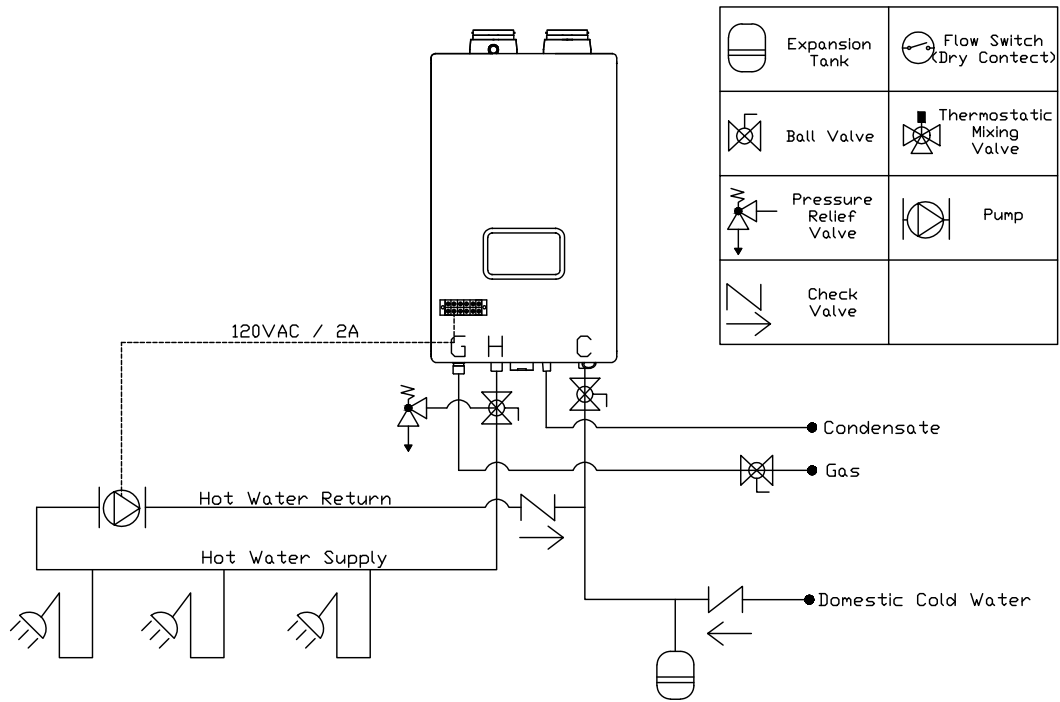 Expansion
Tank
Flow Switch
(Dry Contect)
Ball Valve
Thermostatic
Mixing
Valve
Pressure
Relief
Valve
Pump
Check
Valve
120VAC / 2A
G H C
Condensate
Gas
Hot Water Return
Hot Water Supply
Domestic Cold Water